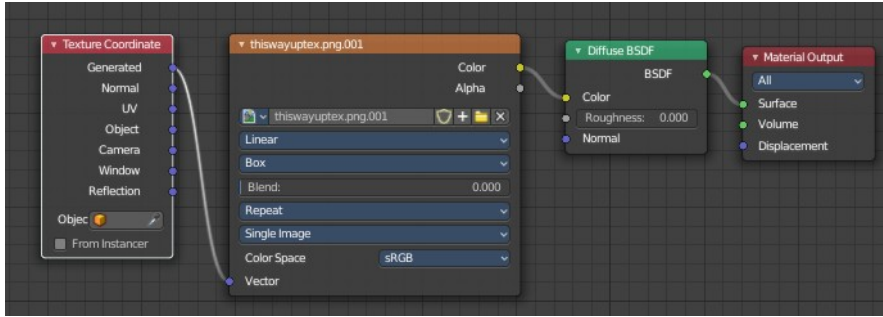 Texture Coordinate
Generated
Normal
UV
Object
Camera
Window
Reflection
Objec
From Instancer
thiswayuptex.png.001
Color
Alpha
thiswayuptex.png.001
Linear
Box
Blend: 0.000
Repeat
Single Image
Color Space sRGB
Vector
Diffuse BSDF
BSDF
Color
Roughness: 0.000
Normal
Material Output
All
Surface
Volume
Displacement